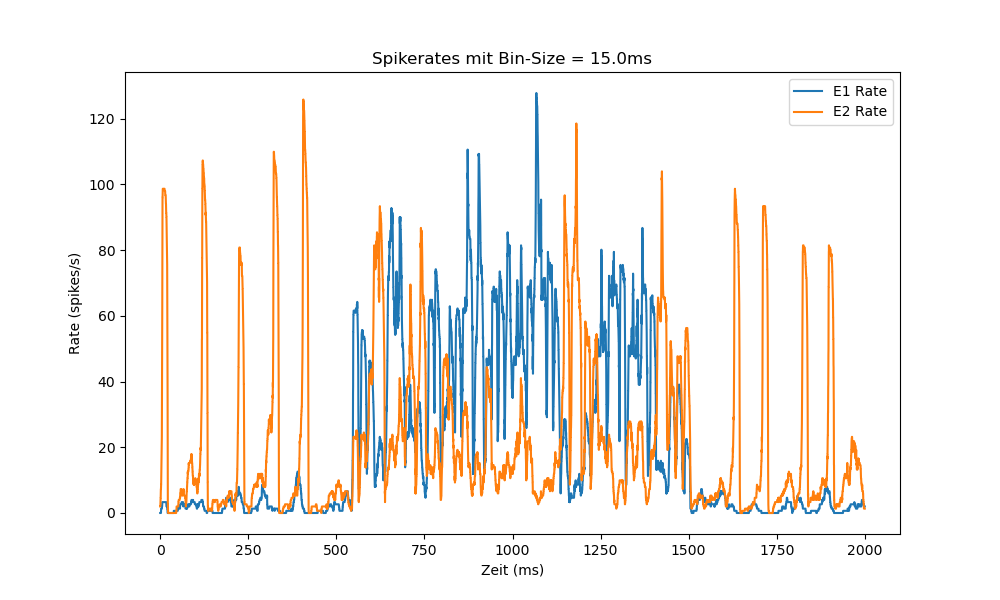 Spikerates mit Bin-Size = 15.0ms
E1 Rate
E2 Rate
Rate (spikes/s)
120
100
80
60
40
20
0
0 250 500 750 1000 1250 1500 1750 2000
Zeit (ms)